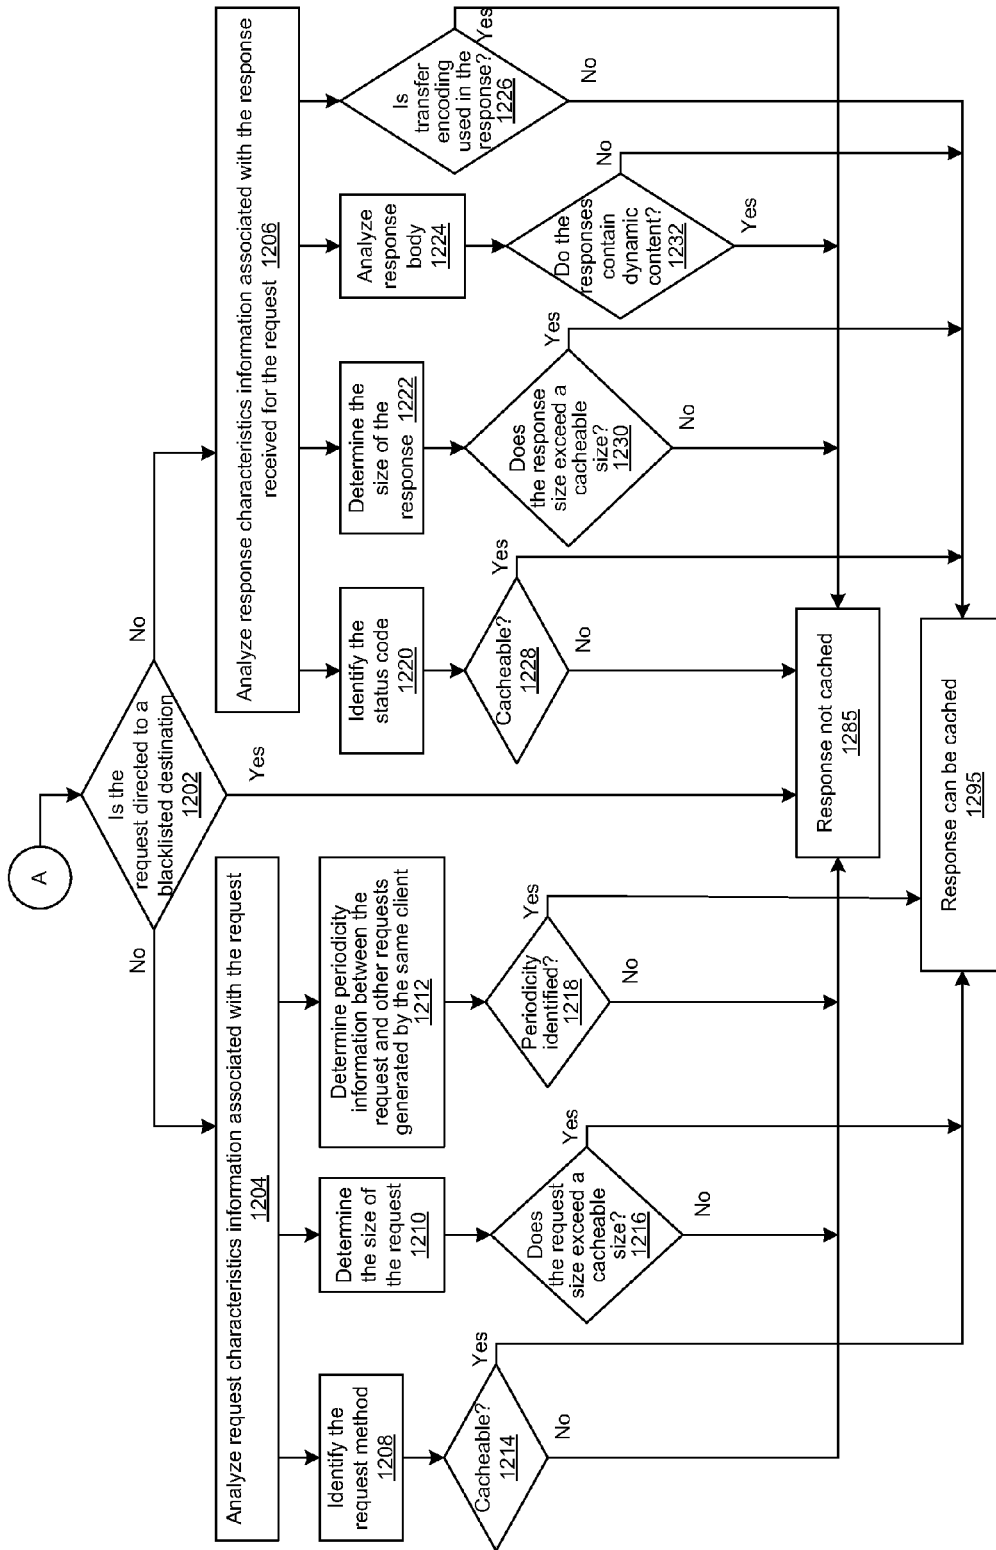 A
Is the
request directed to a
blacklisted destination
1202
No
No
Yes
Analyze request characteristics information associated with the request
1204
Analyze response characteristics information associated with the response
received for the request 1206
Identify the
request method
1208
Determine
the size of
the request
1210
Determine periodicity
information between the
request and other requests
generated by the same client
1212
Identify the
status code
1220
Determine the
size of the
response 1222
Analyze
response
body
1224
Is
transfer
encoding
used in the
response?
1226
Yes
No
Cacheable?
1214
Yes
No
Does
the request
size exceed a
cacheable
size?
1216
Yes
No
Periodicity
identified?
1218
Yes
No
Cacheable?
1228
Yes
No
Does
the response
size exceed a
cacheable
size?
1230
Yes
No
Do the
responses
contain
dynamic
content?
1232
No
Yes
Response not cached
1285
Response can be cached
1295